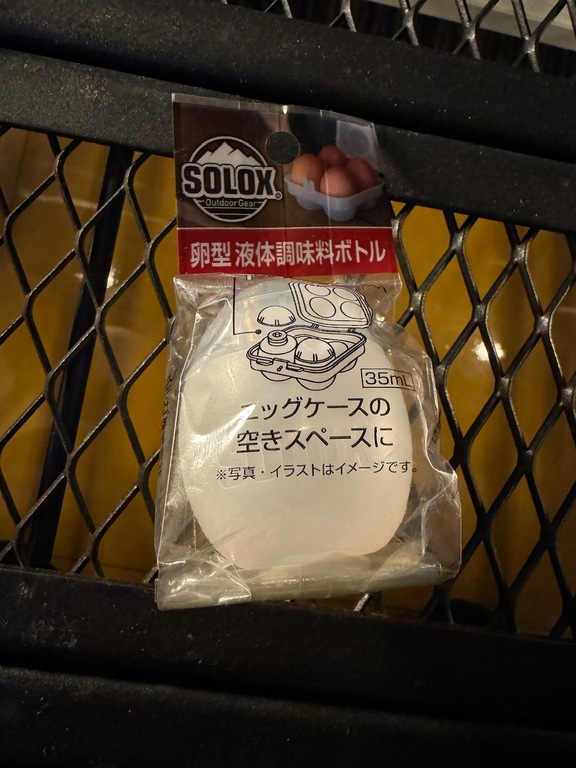 SOLOX®
Outdoor Gear
卵型 液体調味料ボトル
35mL
エッグケースの
空きスペースに
※写真・イラストはイメージです。